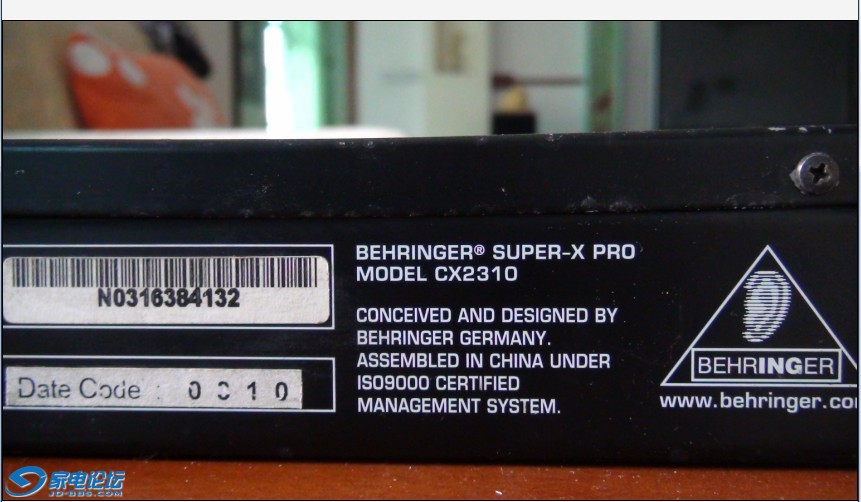 BEHRINGER® SUPER-X PRO
MODEL CX2310
N0316384132
CONCEIVED AND DESIGNED BY
BEHRINGER GERMANY.
ASSEMBLED IN CHINA UNDER
ISO9000 CERTIFIED
MANAGEMENT SYSTEM.
Date Code : 0 3 1 0
BEHRINGER
www.behringer.co
家电论坛
JD-BBS.COM